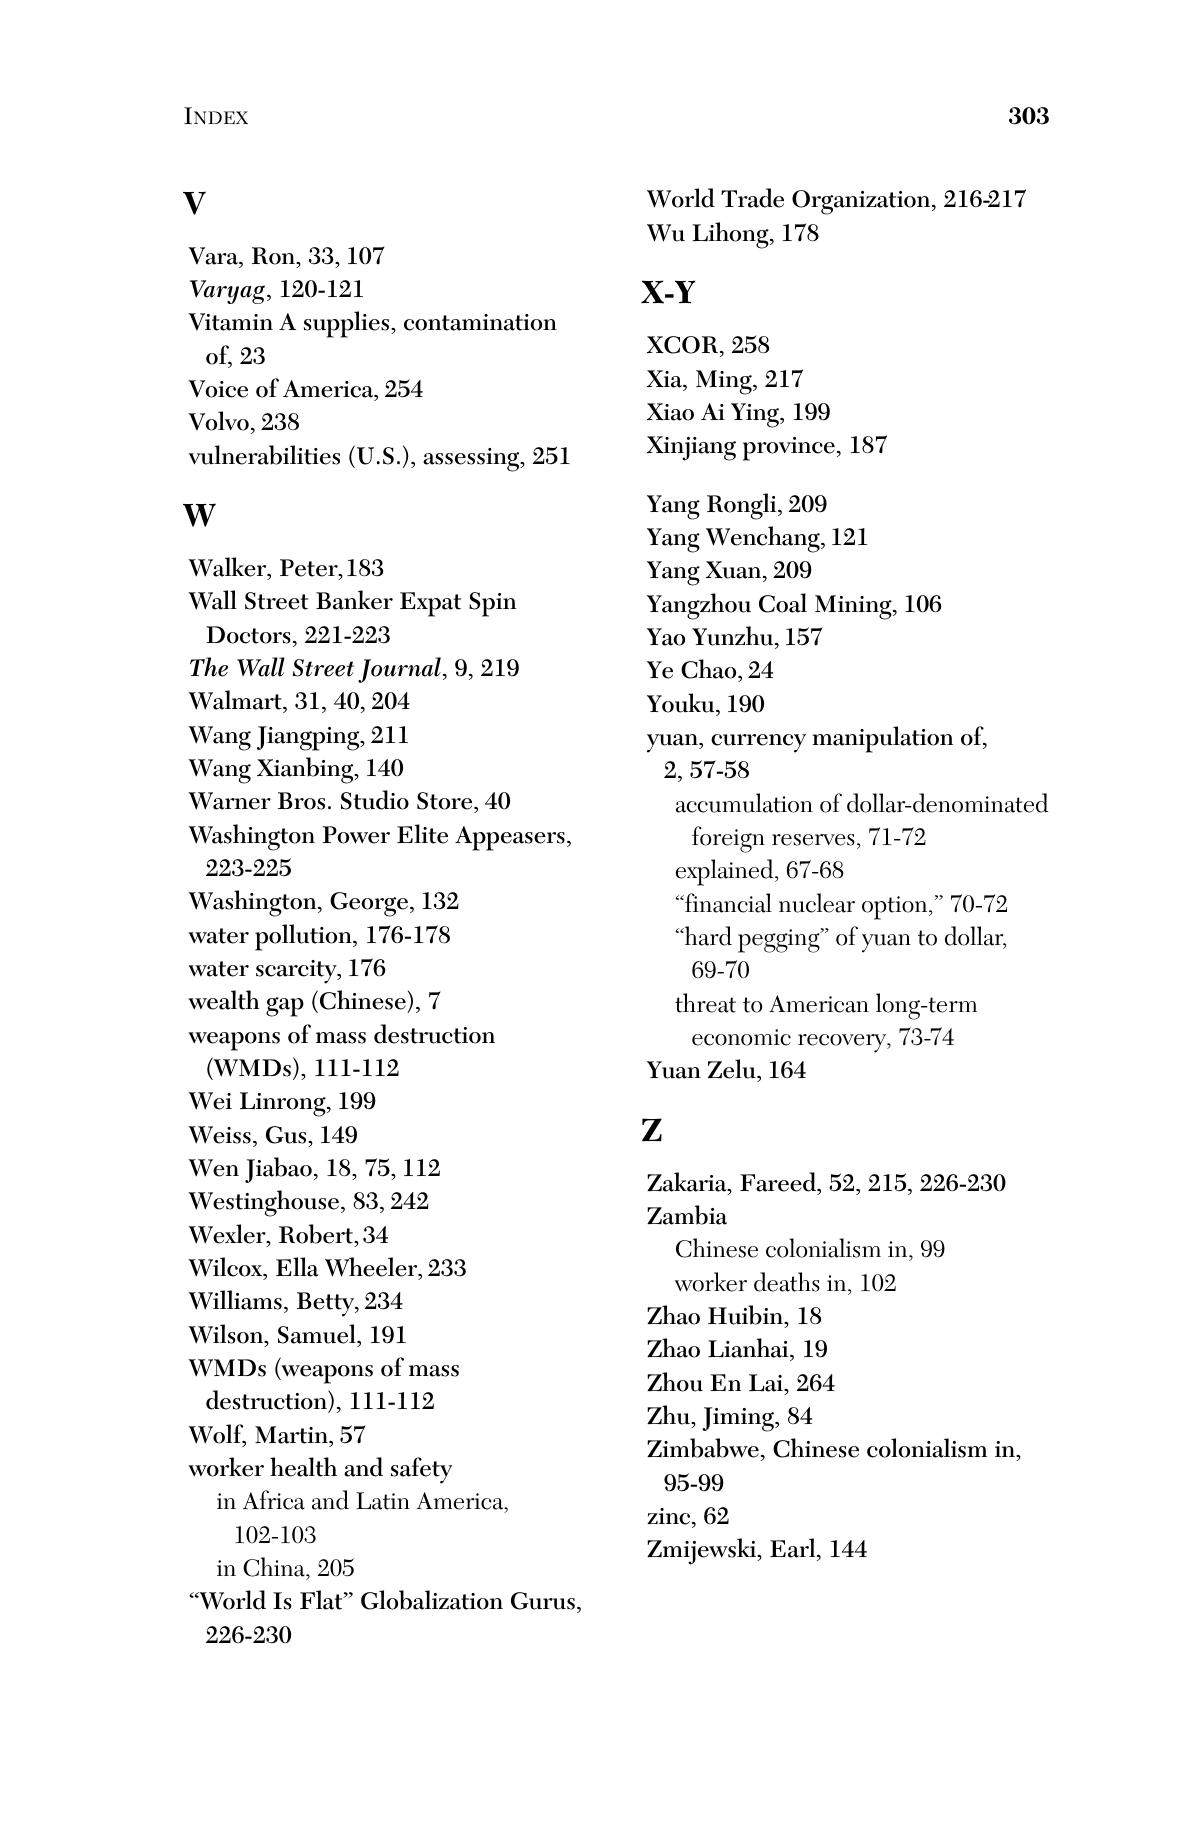 INDEX 303
V
Vara, Ron, 33, 107
Varyag, 120-121
Vitamin A supplies, contamination
of, 23
Voice of America, 254
Volvo, 238
vulnerabilities (U.S.), assessing, 251
W
Walker, Peter,183
Wall Street Banker Expat Spin
Doctors, 221-223
The Wall Street Journal, 9, 219
Walmart, 31, 40, 204
Wang Jiangping, 211
Wang Xianbing, 140
Warner Bros. Studio Store, 40
Washington Power Elite Appeasers,
223-225
Washington, George, 132
water pollution, 176-178
water scarcity, 176
wealth gap (Chinese), 7
weapons of mass destruction
(WMDs), 111-112
Wei Linrong, 199
Weiss, Gus, 149
Wen Jiabao, 18, 75, 112
Westinghouse, 83, 242
Wexler, Robert, 34
Wilcox, Ella Wheeler, 233
Williams, Betty, 234
Wilson, Samuel, 191
WMDs (weapons of mass
destruction), 111-112
Wolf, Martin, 57
worker health and safety
in Africa and Latin America,
102-103
in China, 205
“World Is Flat” Globalization Gurus,
226-230
World Trade Organization, 216-217
Wu Lihong, 178
X-Y
XCOR, 258
Xia, Ming, 217
Xiao Ai Ying, 199
Xinjiang province, 187
Yang Rongli, 209
Yang Wenchang, 121
Yang Xuan, 209
Yangzhou Coal Mining, 106
Yao Yunzhu, 157
Ye Chao, 24
Youku, 190
yuan, currency manipulation of,
2, 57-58
accumulation of dollar-denominated
foreign reserves, 71-72
explained, 67-68
“financial nuclear option,” 70-72
“hard pegging” of yuan to dollar,
69-70
threat to American long-term
economic recovery, 73-74
Yuan Zelu, 164
Z
Zakaria, Fareed, 52, 215, 226-230
Zambia
Chinese colonialism in, 99
worker deaths in, 102
Zhao Huibin, 18
Zhao Lianhai, 19
Zhou En Lai, 264
Zhu, Jiming, 84
Zimbabwe, Chinese colonialism in,
95-99
zinc, 62
Zmijewski, Earl, 144